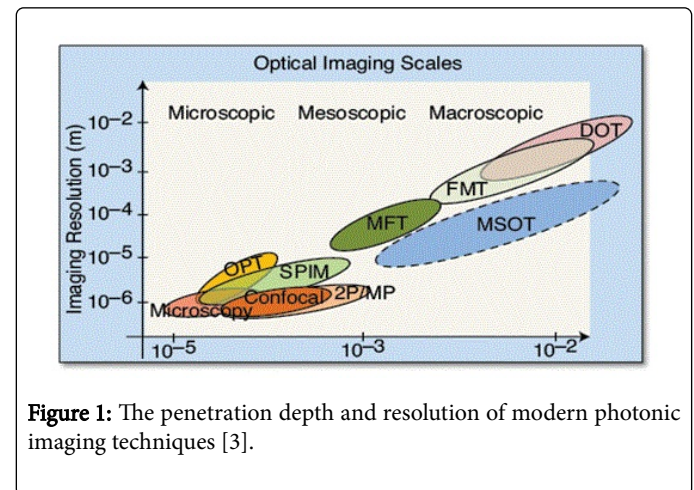 Optical Imaging Scales
Microscopic Mesoscopic Macroscopic
Imaging Resolution (m)
10–2
10–3
10–4
10–5
10–6
DOT
FMT
MSOT
MFT
OPT
SPIM
Confocal
2P/MP
Microscopy
10–5 10–3 10–2
Figure 1: The penetration depth and resolution of modern photonic
imaging techniques [3].